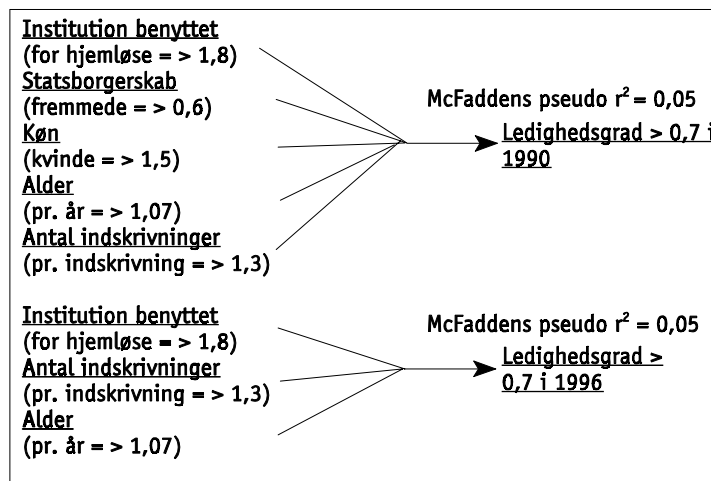 Institution benyttet
(for hjemløse = > 1,8)
Statsborgerskab
(fremmede = > 0,6)
Køn
(kvinde = > 1,5)
Alder
(pr. år = > 1,07)
Antal indskrivninger
(pr. indskrivning = > 1,3)
McFaddens pseudo r² = 0,05
Ledighedsgrad > 0,7 i
1990
Institution benyttet
(for hjemløse = > 1,8)
Antal indskrivninger
(pr. indskrivning = > 1,3)
Alder
(pr. år = > 1,07)
McFaddens pseudo r² = 0,05
Ledighedsgrad >
0,7 i 1996